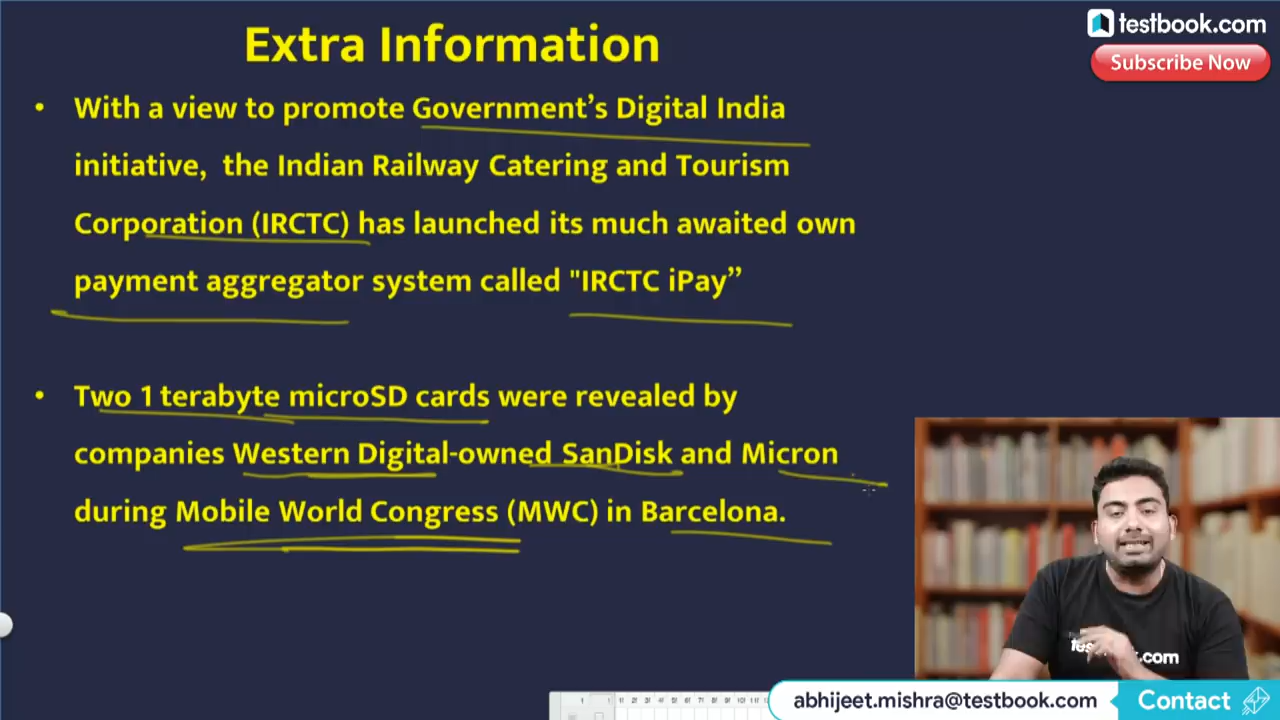 Extra Information
testbook.com
Subscribe Now
• With a view to promote Government’s Digital India
initiative, the Indian Railway Catering and Tourism
Corporation (IRCTC) has launched its much awaited own
payment aggregator system called "IRCTC iPay”
• Two 1 terabyte microSD cards were revealed by
companies Western Digital-owned SanDisk and Micron
during Mobile World Congress (MWC) in Barcelona.
abhijeet.mishra@testbook.com
Contact